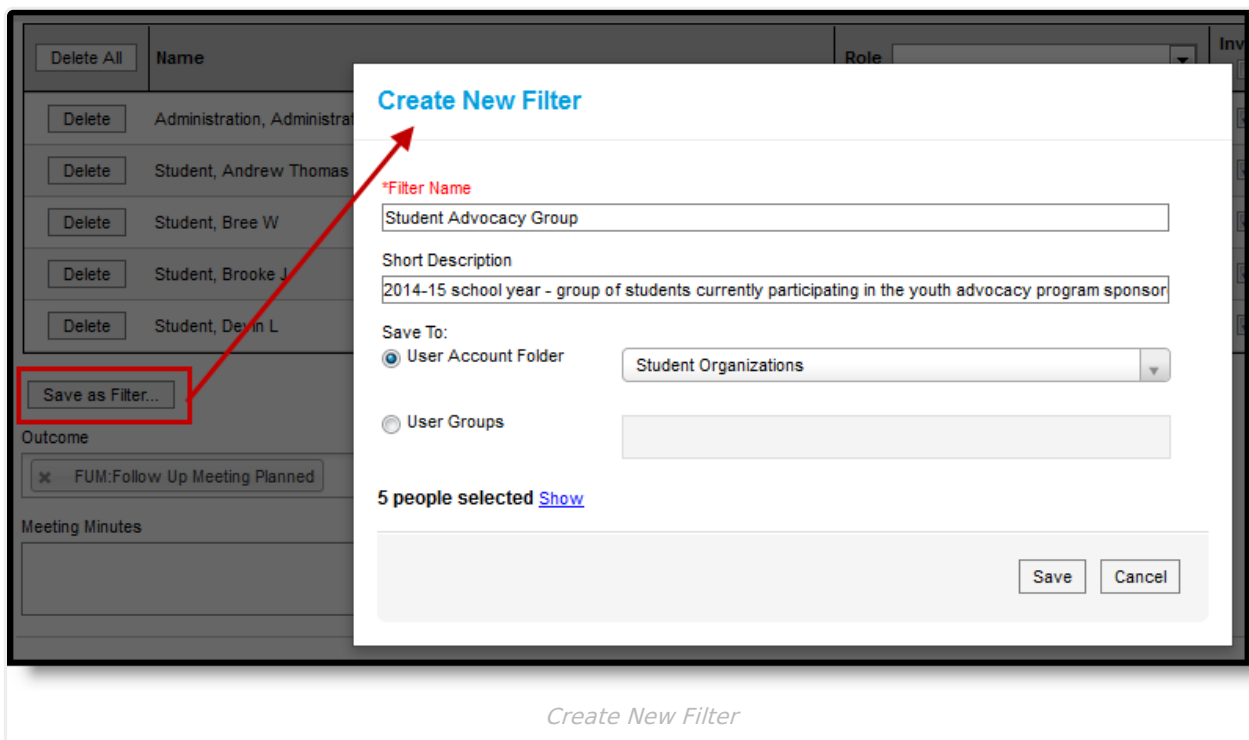 Delete All
Name
Role
Inv
Delete
Administration, Administrat
Delete
Student, Andrew Thomas
Delete
Student, Bree W
Delete
Student, Brooke J
Delete
Student, Devin L
Save as Filter...
Outcome
FUM:Follow Up Meeting Planned
Meeting Minutes
Create New Filter
*Filter Name
Student Advocacy Group
Short Description
2014-15 school year - group of students currently participating in the youth advocacy program sponsor
Save To:
User Account Folder
Student Organizations
User Groups
5 people selected Show
Save
Cancel
Create New Filter